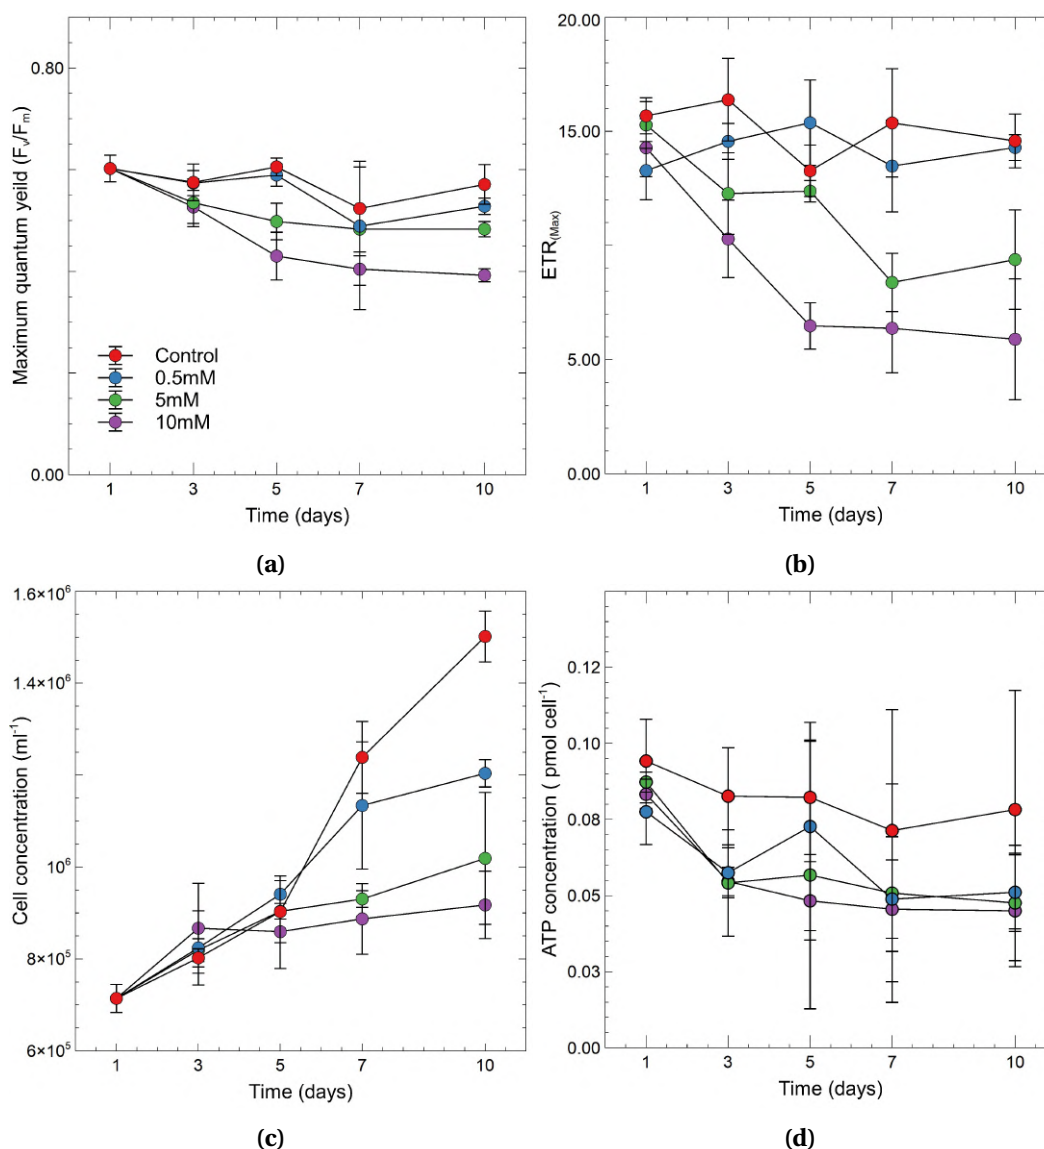 Maximum quantum yeild (Fv/Fm)
0.80
0.00
Control
0.5mM
5mM
10mM
1 3 5 7 10
Time (days)
(a)
ETR(Max)
20.00
15.00
5.00
0.00
1 3 5 7 10
Time (days)
(b)
Cell concentration (ml⁻¹)
1.6×10⁶
1.4×10⁶
10⁶
8×10⁵
6×10⁵
1 3 5 7 10
Time (days)
(c)
ATP concentration ( pmol cell⁻¹)
0.12
0.10
0.08
0.05
0.03
0.00
1 3 5 7 10
Time (days)
(d)